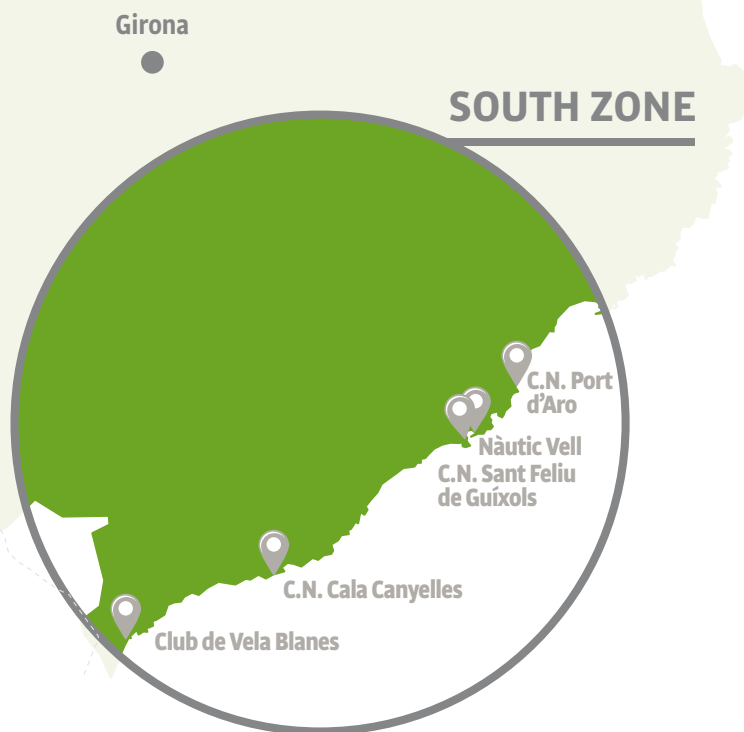 Girona
SOUTH ZONE
C.N. Port
d’Aro
Nàutic Vell
C.N. Sant Feliu
de Guíxols
C.N. Cala Canyelles
Club de Vela Blanes